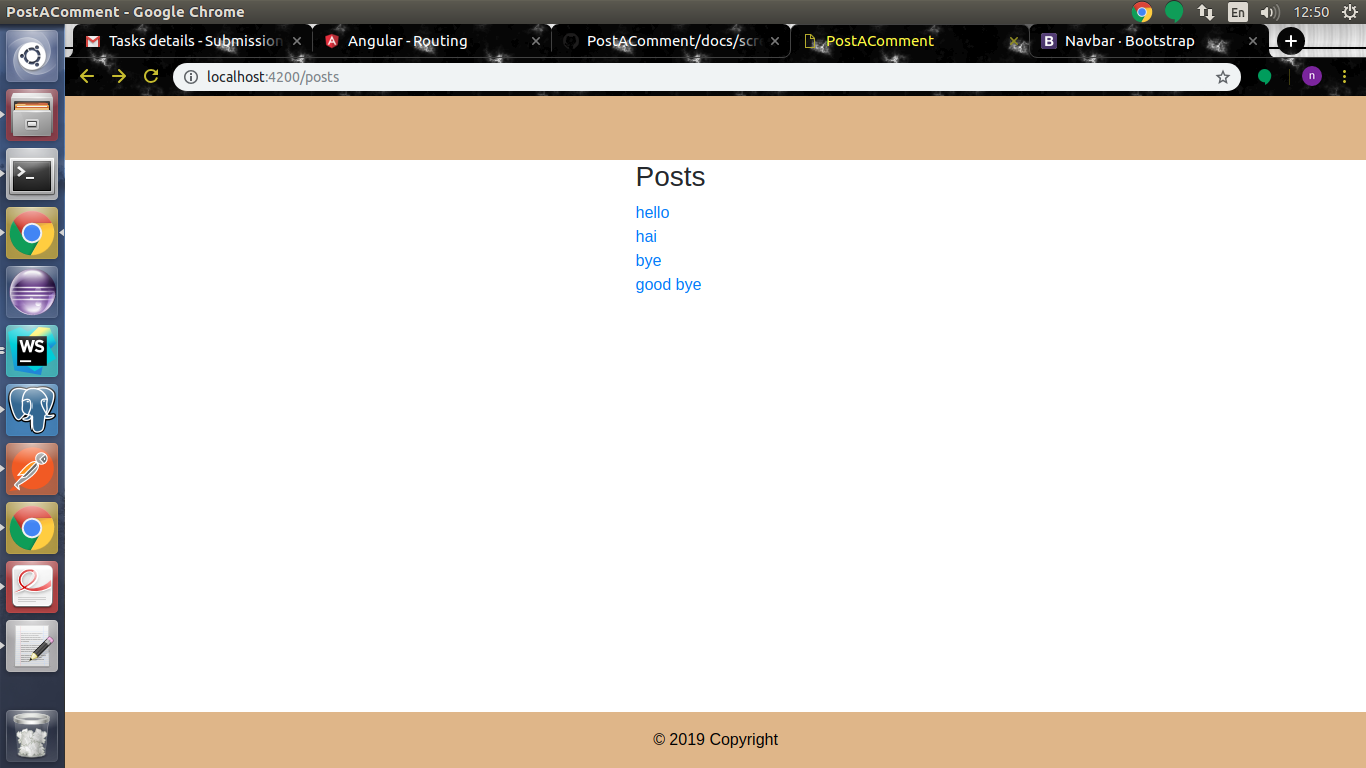 PostAComment - Google Chrome
En
12:50
Tasks details - Submission
Angular - Routing
PostAComment/docs/scre
PostAComment
B
Navbar · Bootstrap
localhost:4200/posts
n
Posts
hello
hai
bye
good bye
WS
© 2019 Copyright